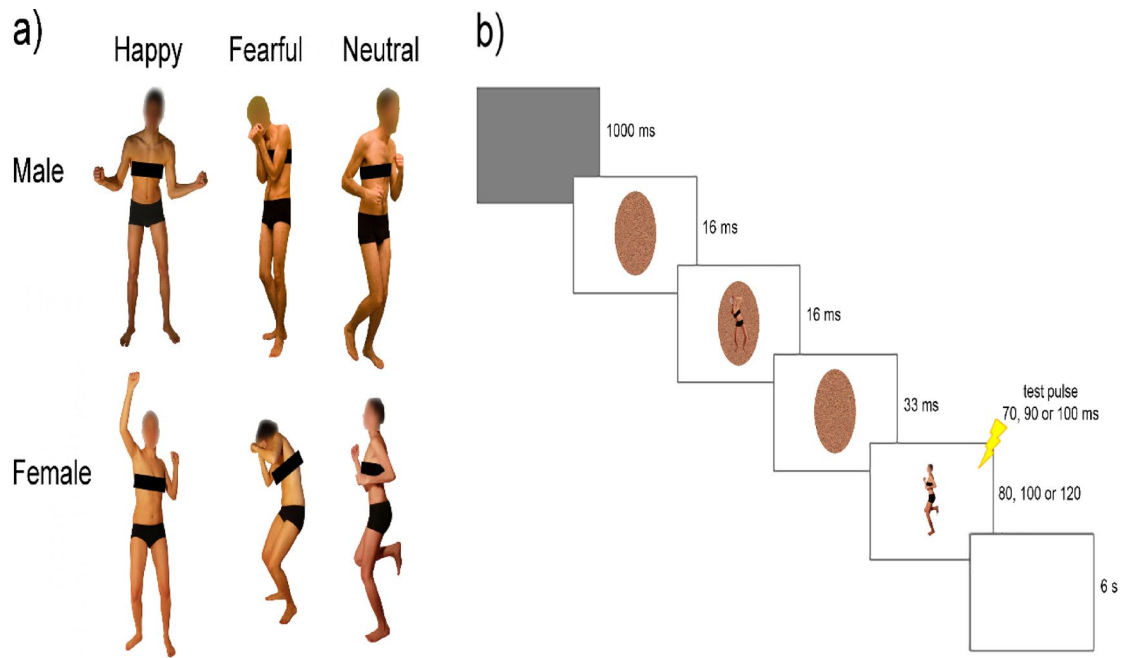 a)
Happy Fearful Neutral
Male
Female
b)
1000 ms
16 ms
16 ms
33 ms
test pulse
70, 90 or 100 ms
80, 100 or 120
6 s